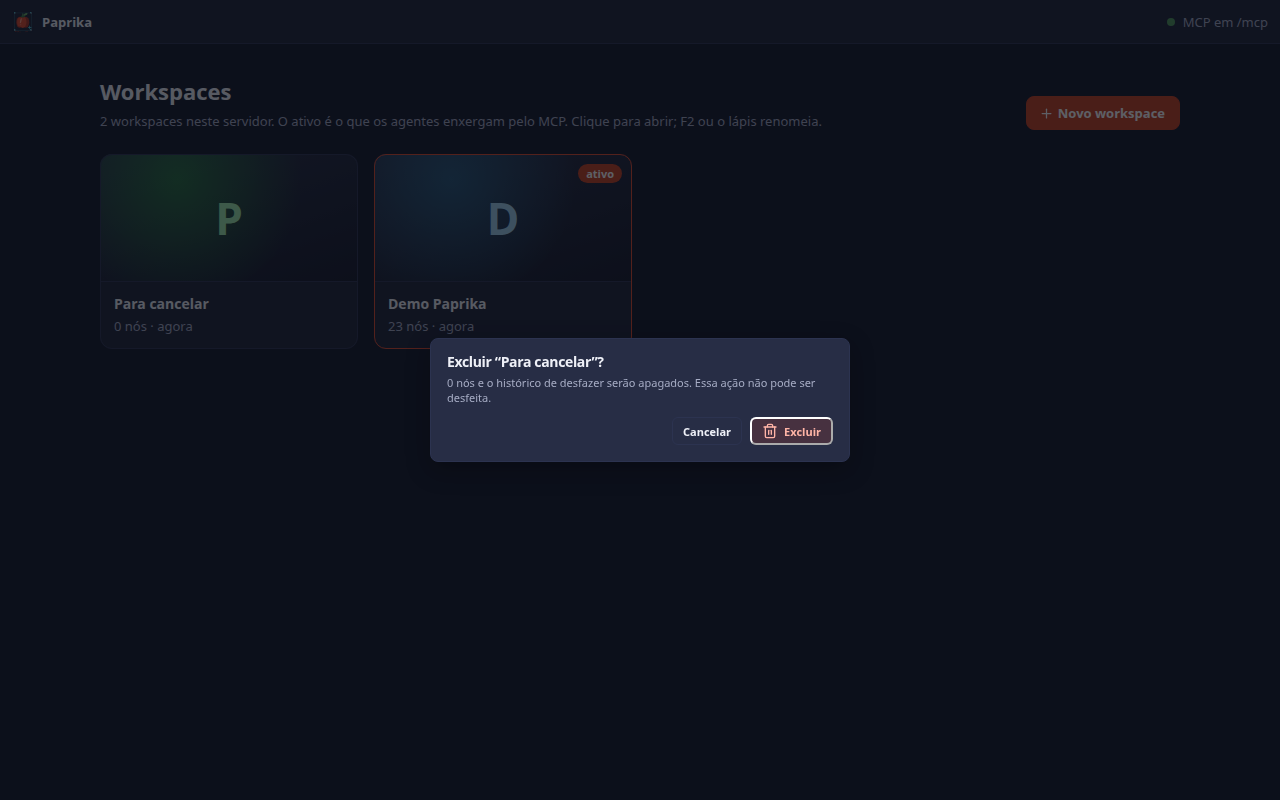 Paprika
MCP em /mcp
Workspaces
2 workspaces neste servidor. O ativo é o que os agentes enxergam pelo MCP. Clique para abrir; F2 ou o lápis renomeia.
+ Novo workspace
P
ativo
D
Para cancelar
0 nós · agora
Demo Paprika
23 nós · agora
Excluir “Para cancelar”?
0 nós e o histórico de desfazer serão apagados. Essa ação não pode ser
desfeita.
Cancelar
Excluir